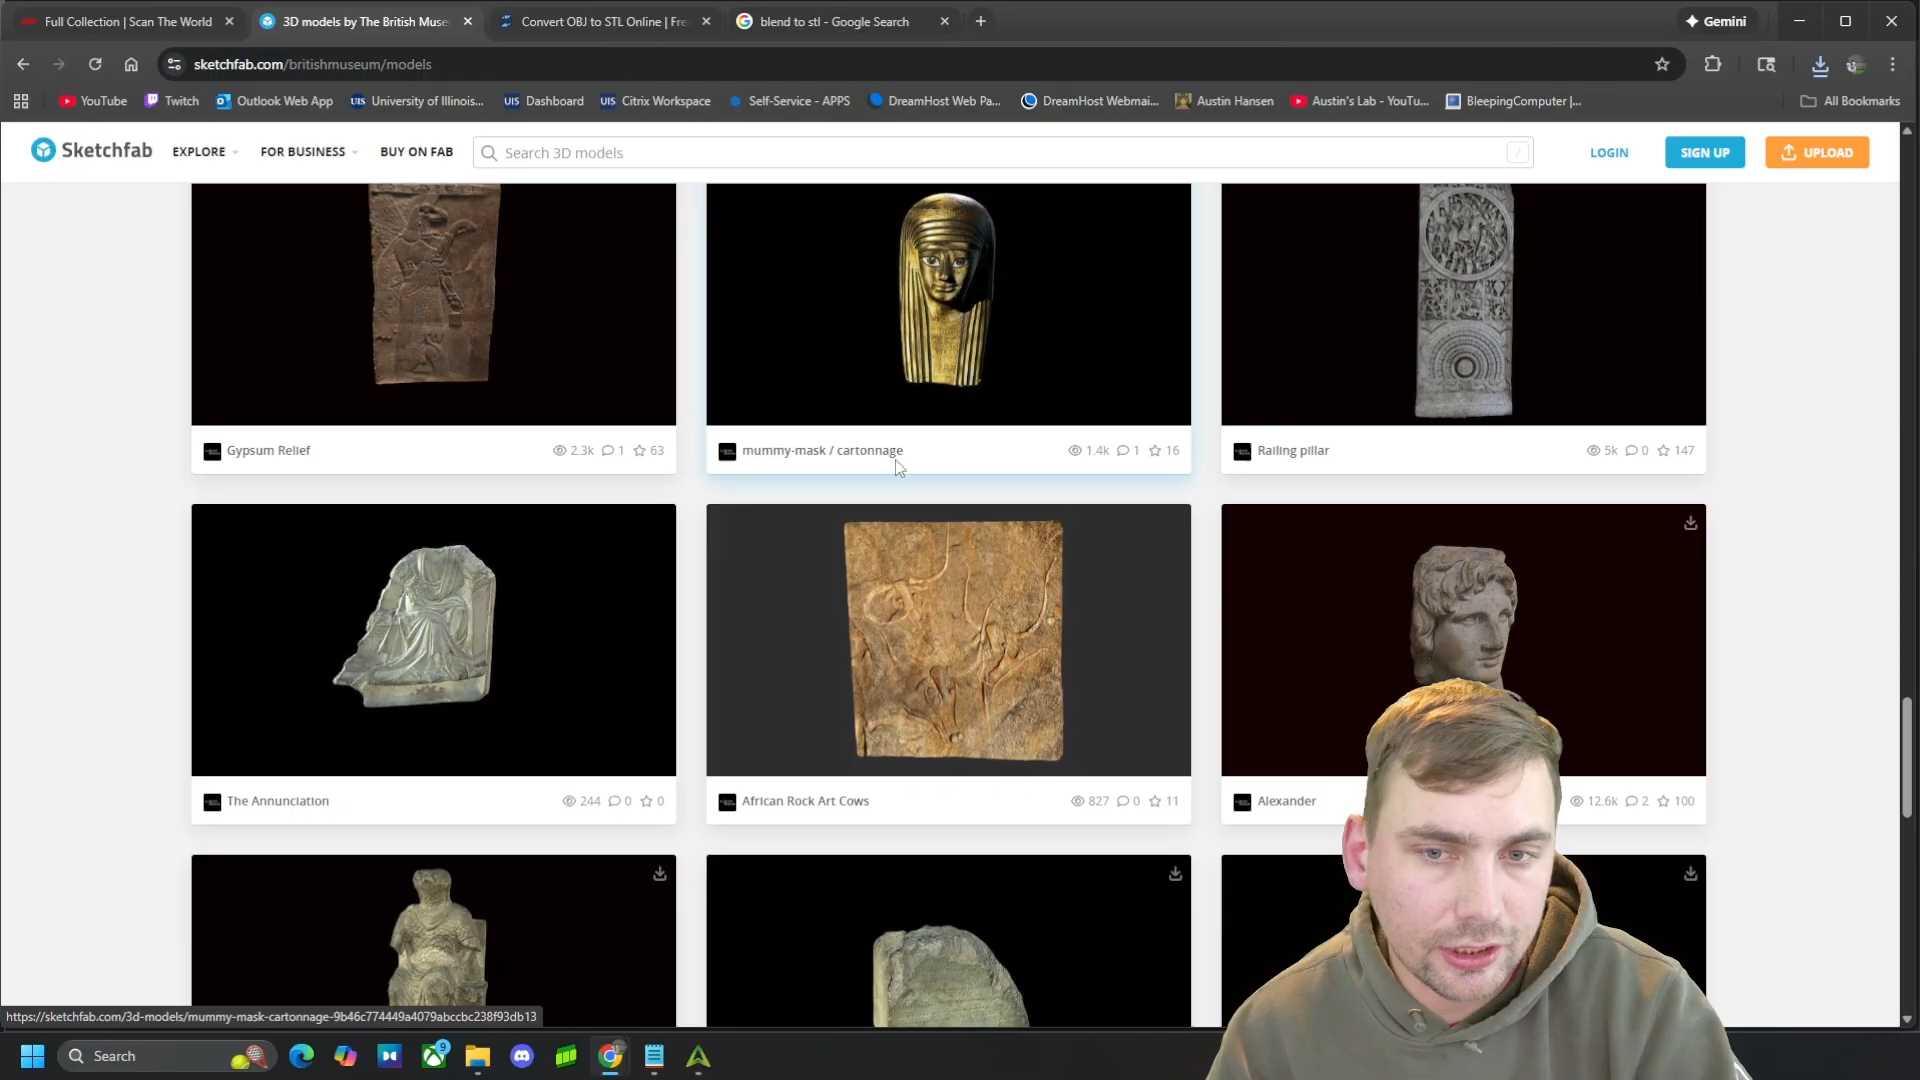 Full Collection | Scan The World
3D models by The British Muse
Convert OBJ to STL Online | Fre
blend to stl - Google Search
Gemini
sketchfab.com/britishmuseum/models
YouTube
Twitch
Outlook Web App
UIS University of Illinois...
UIS Dashboard
UIS Citrix Workspace
Self-Service - APPS
DreamHost Web Pa...
DreamHost Webmai...
Austin Hansen
Austin's Lab - YouTu...
BleepingComputer |...
All Bookmarks
Sketchfab
EXPLORE
FOR BUSINESS
BUY ON FAB
Search 3D models
/
LOGIN
SIGN UP
UPLOAD
Gypsum Relief 2.3k 1 63
mummy-mask / cartonnage 1.4k 1 16
Railing pillar 5k 0 147
The Annunciation 244 0 0
African Rock Art Cows 827 0 11
Alexander 12.6k 2 100
https://sketchfab.com/3d-models/mummy-mask-cartonnage-9b46c774449a4079abccbc238f93db13
Search
9